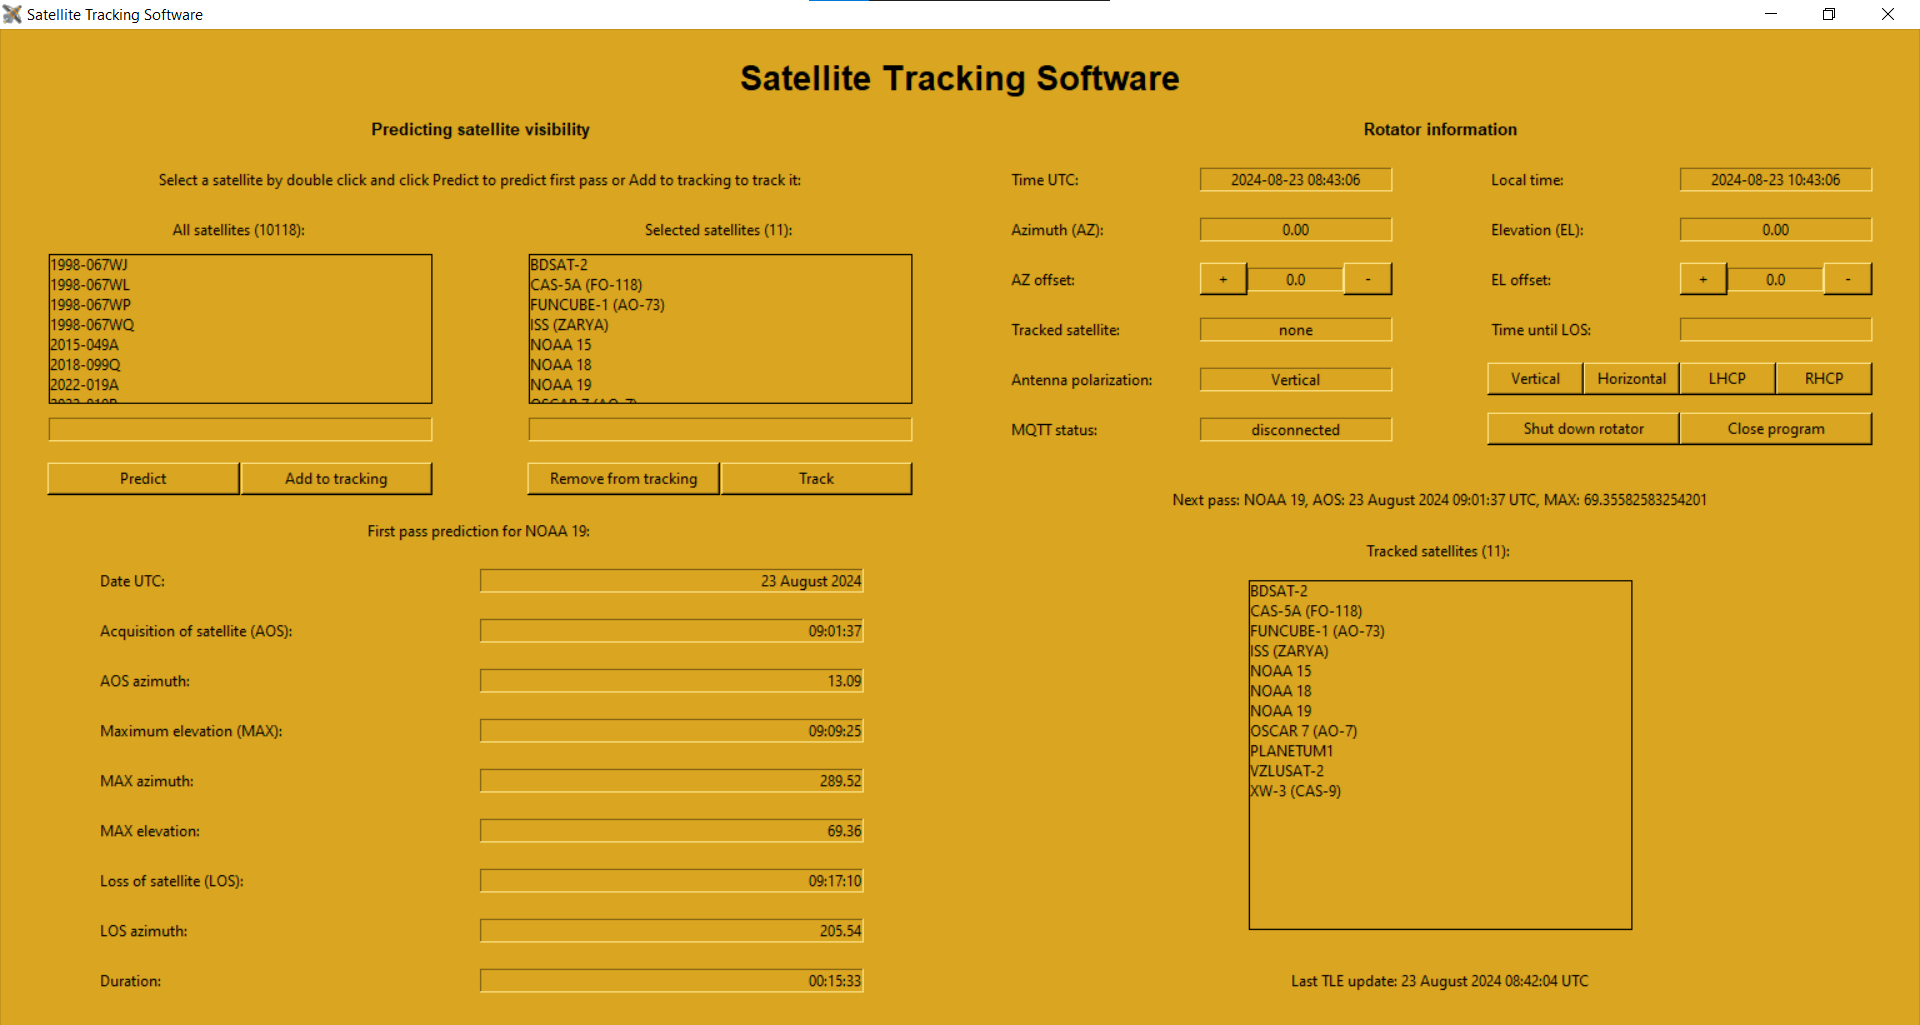 Satellite Tracking Software
Satellite Tracking Software
Predicting satellite visibility
Select a satellite by double click and click Predict to predict first pass or Add to tracking to track it:
All satellites (10118):
1998-067WJ
1998-067WL
1998-067WP
1998-067WQ
2015-049A
2018-099Q
2022-019A
Selected satellites (11):
BDSAT-2
CAS-5A (FO-118)
FUNCUBE-1 (AO-73)
ISS (ZARYA)
NOAA 15
NOAA 18
NOAA 19
OSCAR 7 (AO-7)
Predict
Add to tracking
Remove from tracking
Track
First pass prediction for NOAA 19:
Date UTC: 23 August 2024
Acquisition of satellite (AOS): 09:01:37
AOS azimuth: 13.09
Maximum elevation (MAX): 09:09:25
MAX azimuth: 289.52
MAX elevation: 69.36
Loss of satellite (LOS): 09:17:10
LOS azimuth: 205.54
Duration: 00:15:33
Rotator information
Time UTC: 2024-08-23 08:43:06 Local time: 2024-08-23 10:43:06
Azimuth (AZ): 0.00 Elevation (EL): 0.00
AZ offset: + 0.0 - EL offset: + 0.0 -
Tracked satellite: none Time until LOS:
Antenna polarization: Vertical Vertical Horizontal LHCP RHCP
MQTT status: disconnected Shut down rotator Close program
Next pass: NOAA 19, AOS: 23 August 2024 09:01:37 UTC, MAX: 69.35582583254201
Tracked satellites (11):
BDSAT-2
CAS-5A (FO-118)
FUNCUBE-1 (AO-73)
ISS (ZARYA)
NOAA 15
NOAA 18
NOAA 19
OSCAR 7 (AO-7)
PLANETUM1
VZLUSAT-2
XW-3 (CAS-9)
Last TLE update: 23 August 2024 08:42:04 UTC